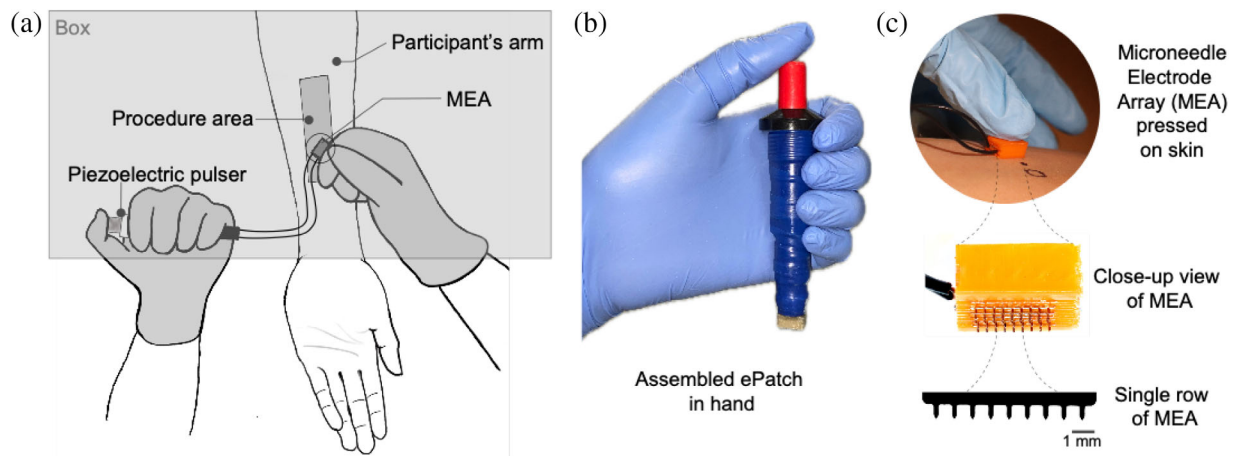 (a)
Box
Participant's arm
MEA
Procedure area
Piezoelectric pulser
(b)
Assembled ePatch
in hand
(c)
Microneedle
Electrode
Array (MEA)
pressed
on skin
Close-up view
of MEA
Single row
of MEA
1 mm